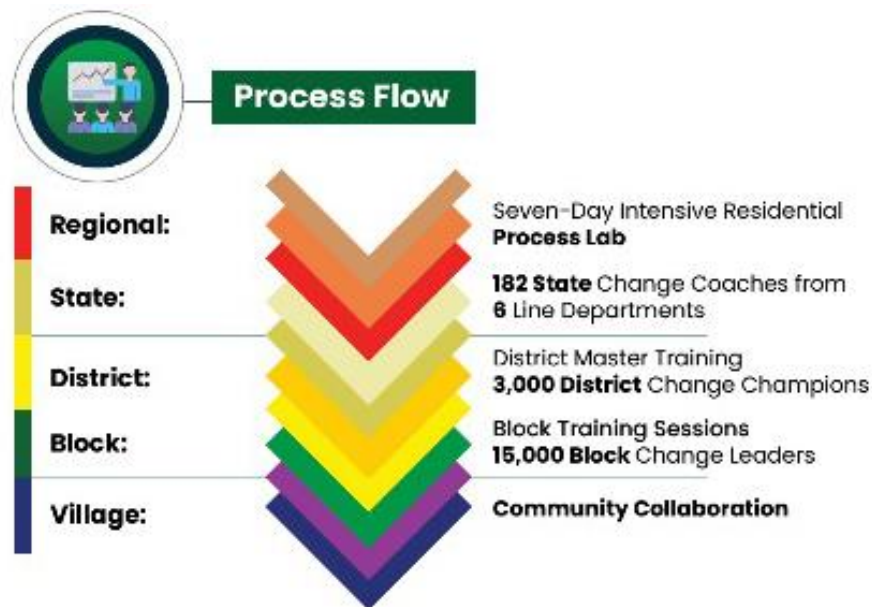 Process Flow
Regional:
Seven-Day Intensive Residential
Process Lab
State:
182 State Change Coaches from
6 Line Departments
District:
District Master Training
3,000 District Change Champions
Block:
Block Training Sessions
15,000 Block Change Leaders
Village:
Community Collaboration